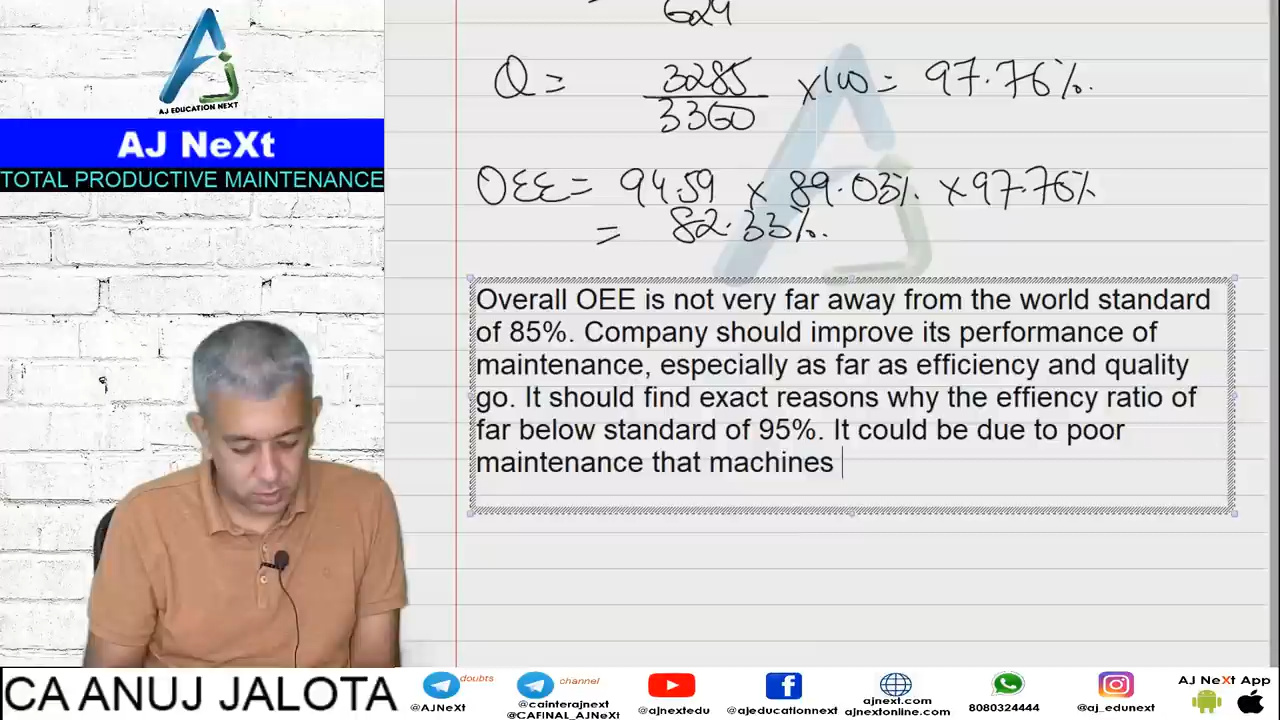 624
Q = 3285 × 100 = 97.76%.
3360
OEE = 94.59 × 89.03% × 97.76%
= 82.33%.
Overall OEE is not very far away from the world standard
of 85%. Company should improve its performance of
maintenance, especially as far as efficiency and quality
go. It should find exact reasons why the effiency ratio of
far below standard of 95%. It could be due to poor
maintenance that machines
AJ EDUCATION NEXT
AJ NeXt
TOTAL PRODUCTIVE MAINTENANCE
CA ANUJ JALOTA
doubts
@AJNeXt
channel
@cainterajnext
@CAFINAL_AJNeXt
@ajnextedu
@ajeducationnext
ajnext.com
ajnextonline.com
8080324444
@aj_edunext
AJ NeXt App